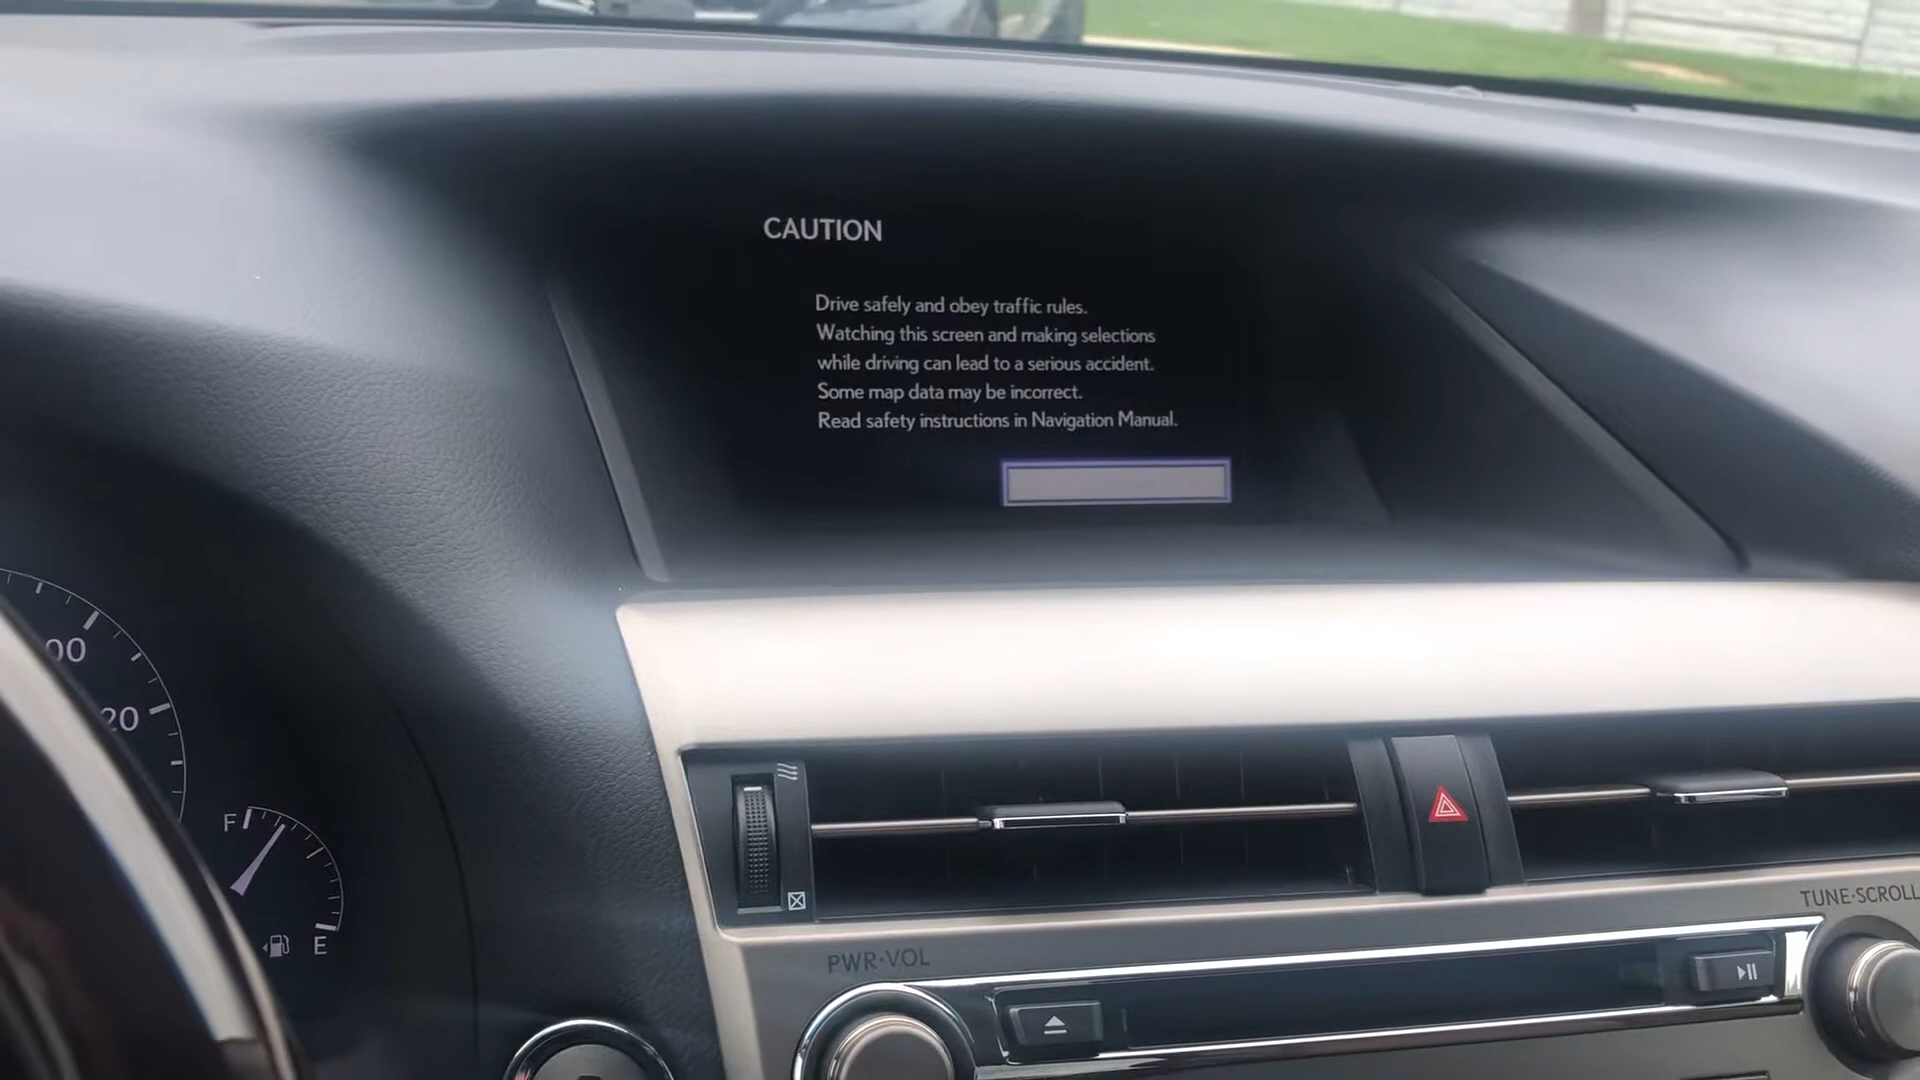 CAUTION
Drive safely and obey traffic rules.
Watching this screen and making selections
while driving can lead to a serious accident.
Some map data may be incorrect.
Read safety instructions in Navigation Manual.
00
20
F
E
PWR·VOL
TUNE·SCROLL